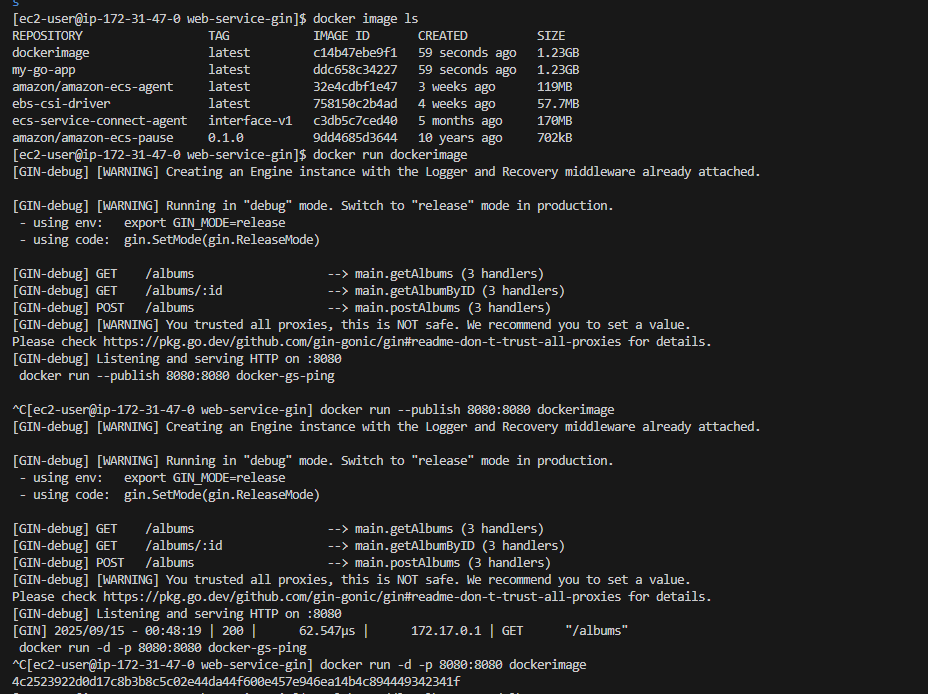 s
[ec2-user@ip-172-31-47-0 web-service-gin]$ docker image ls
REPOSITORY TAG IMAGE ID CREATED SIZE
dockerimage latest c14b47ebe9f1 59 seconds ago 1.23GB
my-go-app latest ddc658c34227 59 seconds ago 1.23GB
amazon/amazon-ecs-agent latest 32e4cdbf1e47 3 weeks ago 119MB
ebs-csi-driver latest 758150c2b4ad 4 weeks ago 57.7MB
ecs-service-connect-agent interface-v1 c3db5c7ced40 5 months ago 170MB
amazon/amazon-ecs-pause 0.1.0 9dd4685d3644 10 years ago 702kB
[ec2-user@ip-172-31-47-0 web-service-gin]$ docker run dockerimage
[GIN-debug] [WARNING] Creating an Engine instance with the Logger and Recovery middleware already attached.
[GIN-debug] [WARNING] Running in "debug" mode. Switch to "release" mode in production.
- using env: export GIN_MODE=release
- using code: gin.SetMode(gin.ReleaseMode)
[GIN-debug] GET /albums --> main.getAlbums (3 handlers)
[GIN-debug] GET /albums/:id --> main.getAlbumByID (3 handlers)
[GIN-debug] POST /albums --> main.postAlbums (3 handlers)
[GIN-debug] [WARNING] You trusted all proxies, this is NOT safe. We recommend you to set a value.
Please check https://pkg.go.dev/github.com/gin-gonic/gin#readme-don-t-trust-all-proxies for details.
[GIN-debug] Listening and serving HTTP on :8080
docker run --publish 8080:8080 docker-gs-ping
^C[ec2-user@ip-172-31-47-0 web-service-gin] docker run --publish 8080:8080 dockerimage
[GIN-debug] [WARNING] Creating an Engine instance with the Logger and Recovery middleware already attached.
[GIN-debug] [WARNING] Running in "debug" mode. Switch to "release" mode in production.
- using env: export GIN_MODE=release
- using code: gin.SetMode(gin.ReleaseMode)
[GIN-debug] GET /albums --> main.getAlbums (3 handlers)
[GIN-debug] GET /albums/:id --> main.getAlbumByID (3 handlers)
[GIN-debug] POST /albums --> main.postAlbums (3 handlers)
[GIN-debug] [WARNING] You trusted all proxies, this is NOT safe. We recommend you to set a value.
Please check https://pkg.go.dev/github.com/gin-gonic/gin#readme-don-t-trust-all-proxies for details.
[GIN-debug] Listening and serving HTTP on :8080
[GIN] 2025/09/15 - 00:48:19 | 200 | 62.547µs | 172.17.0.1 | GET "/albums"
docker run -d -p 8080:8080 docker-gs-ping
^C[ec2-user@ip-172-31-47-0 web-service-gin] docker run -d -p 8080:8080 dockerimage
4c2523922d0d17c8b3b8c5c02e44da44f600e457e946ea14b4c894449342341f